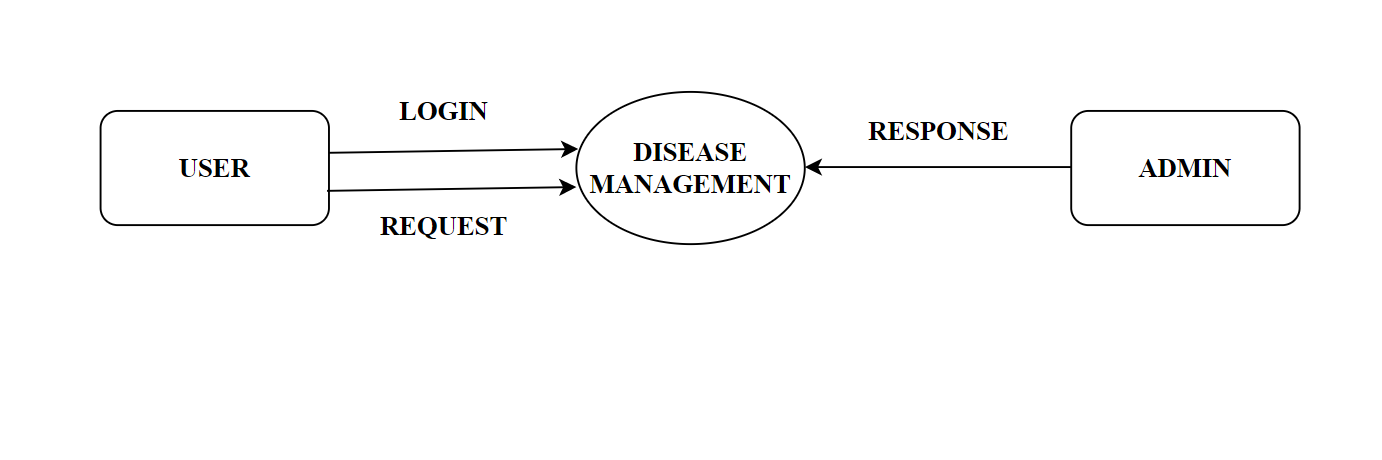 LOGIN
USER
REQUEST
DISEASE
MANAGEMENT
RESPONSE
ADMIN